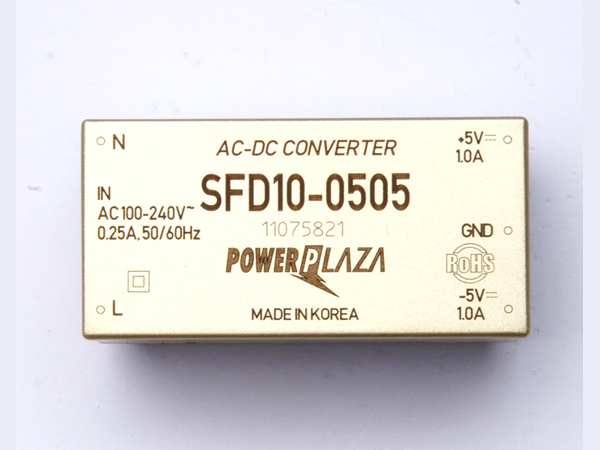 N
AC-DC CONVERTER
+5V⎓
1.0A
IN
AC100-240V~
0.25A, 50/60Hz
SFD10-0505
11075821
POWERPLAZA
GND
RoHS
L
MADE IN KOREA
-5V⎓
1.0A